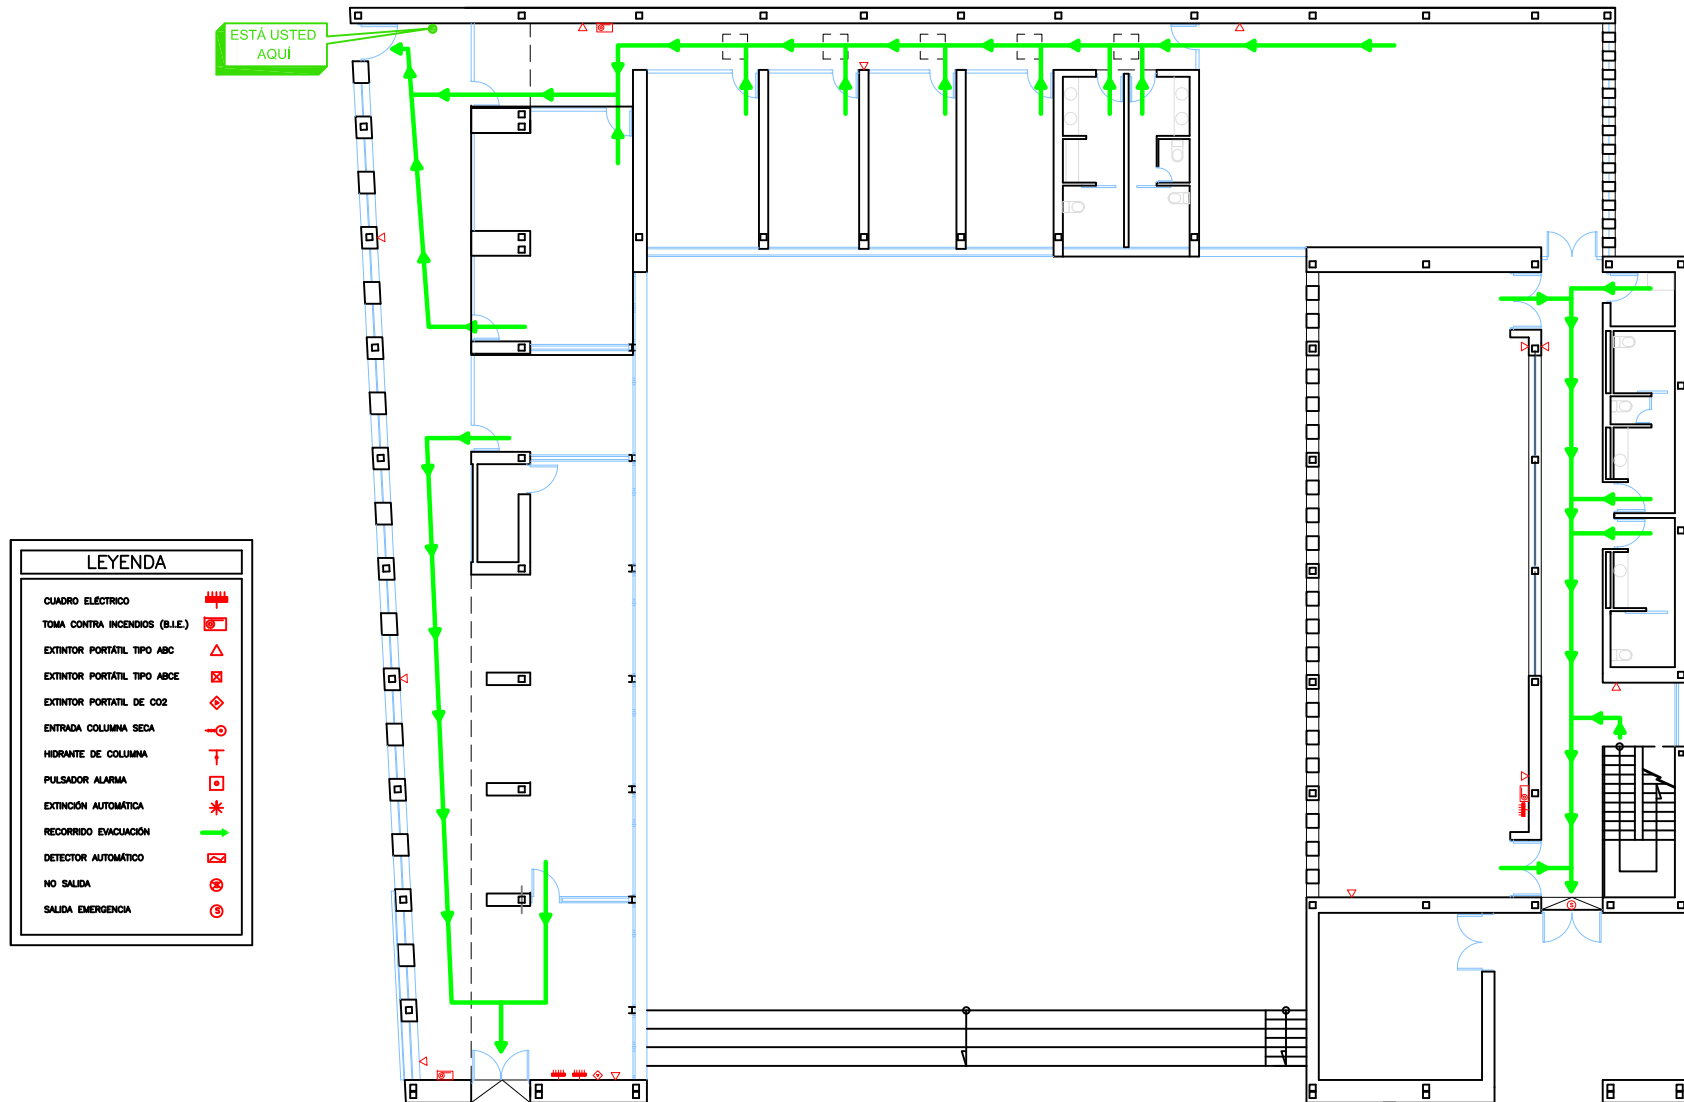 ESTÁ USTED
AQUÍ
LEYENDA
CUADRO ELÉCTRICO
TOMA CONTRA INCENDIOS (B.I.E.)
EXTINTOR PORTÁTIL TIPO ABC
EXTINTOR PORTÁTIL TIPO ABCE
EXTINTOR PORTATIL DE CO2
ENTRADA COLUMNA SECA
HIDRANTE DE COLUMNA
PULSADOR ALARMA
EXTINCIÓN AUTOMÁTICA
RECORRIDO EVACUACIÓN
DETECTOR AUTOMÁTICO
NO SALIDA
SALIDA EMERGENCIA
S
S